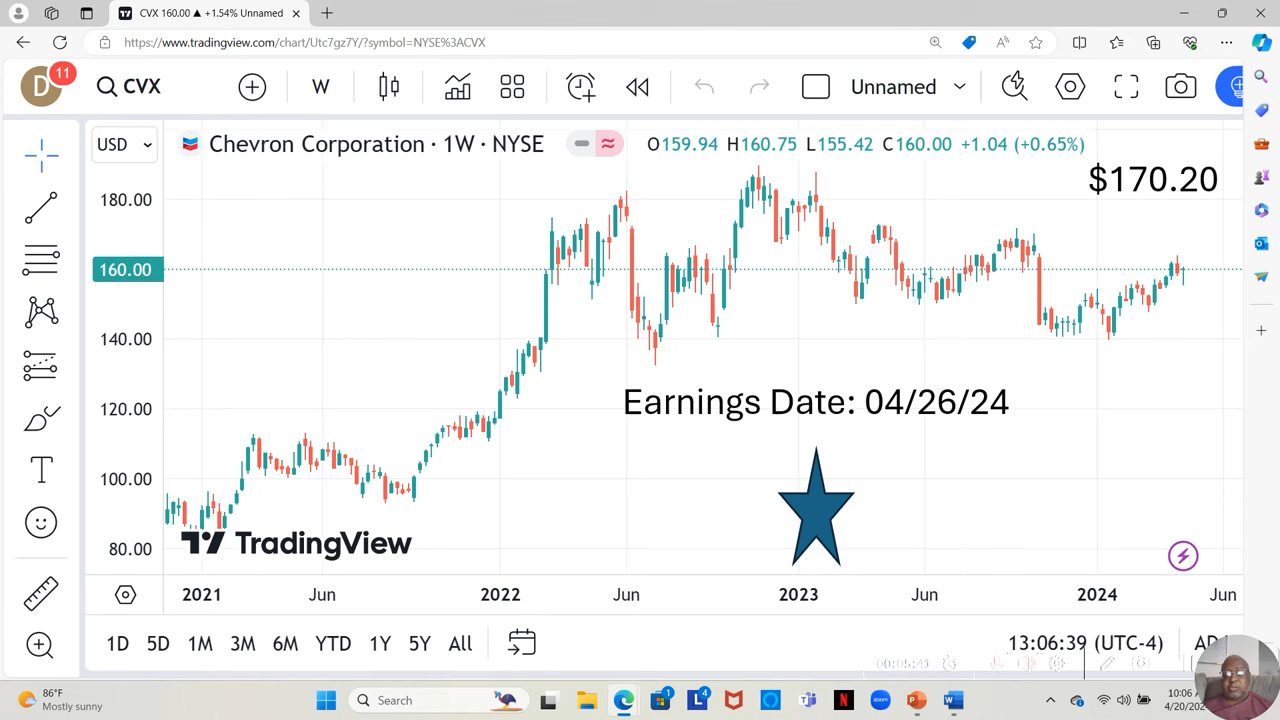 CVX 160.00 ▲ +1.54% Unnamed
https://www.tradingview.com/chart/Utc7gz7Y/?symbol=NYSE%3ACVX
D 11 CVX W Unnamed
USD Chevron Corporation · 1W · NYSE O159.94 H160.75 L155.42 C160.00 +1.04 (+0.65%)
$170.20
180.00
160.00
140.00
Earnings Date: 04/26/24
120.00
100.00
TradingView
80.00
2021 Jun 2022 Jun 2023 Jun 2024 Jun
1D 5D 1M 3M 6M YTD 1Y 5Y All 13:06:39 (UTC-4)
86°F
Mostly sunny
Search
10:06 AM